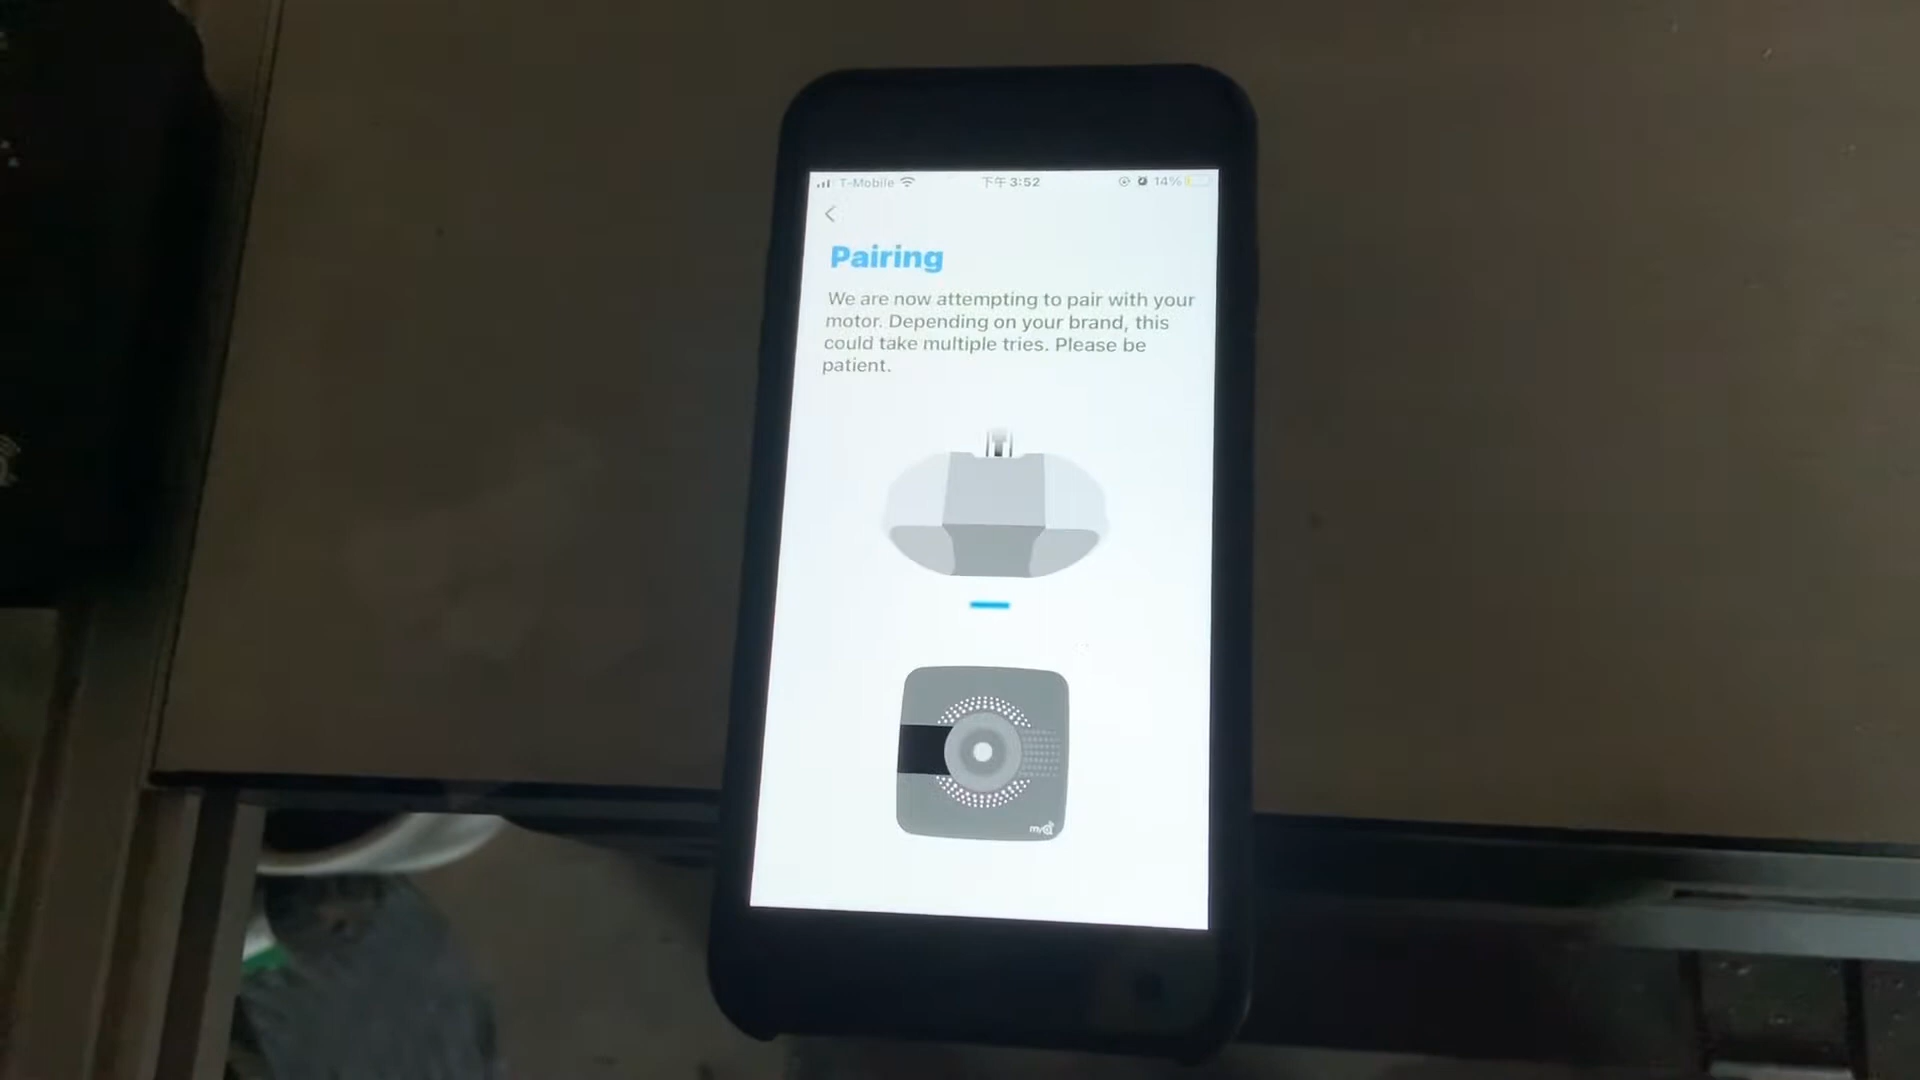 T-Mobile 下午3:52 14%
Pairing
We are now attempting to pair with your
motor. Depending on your brand, this
could take multiple tries. Please be
patient.
myQ